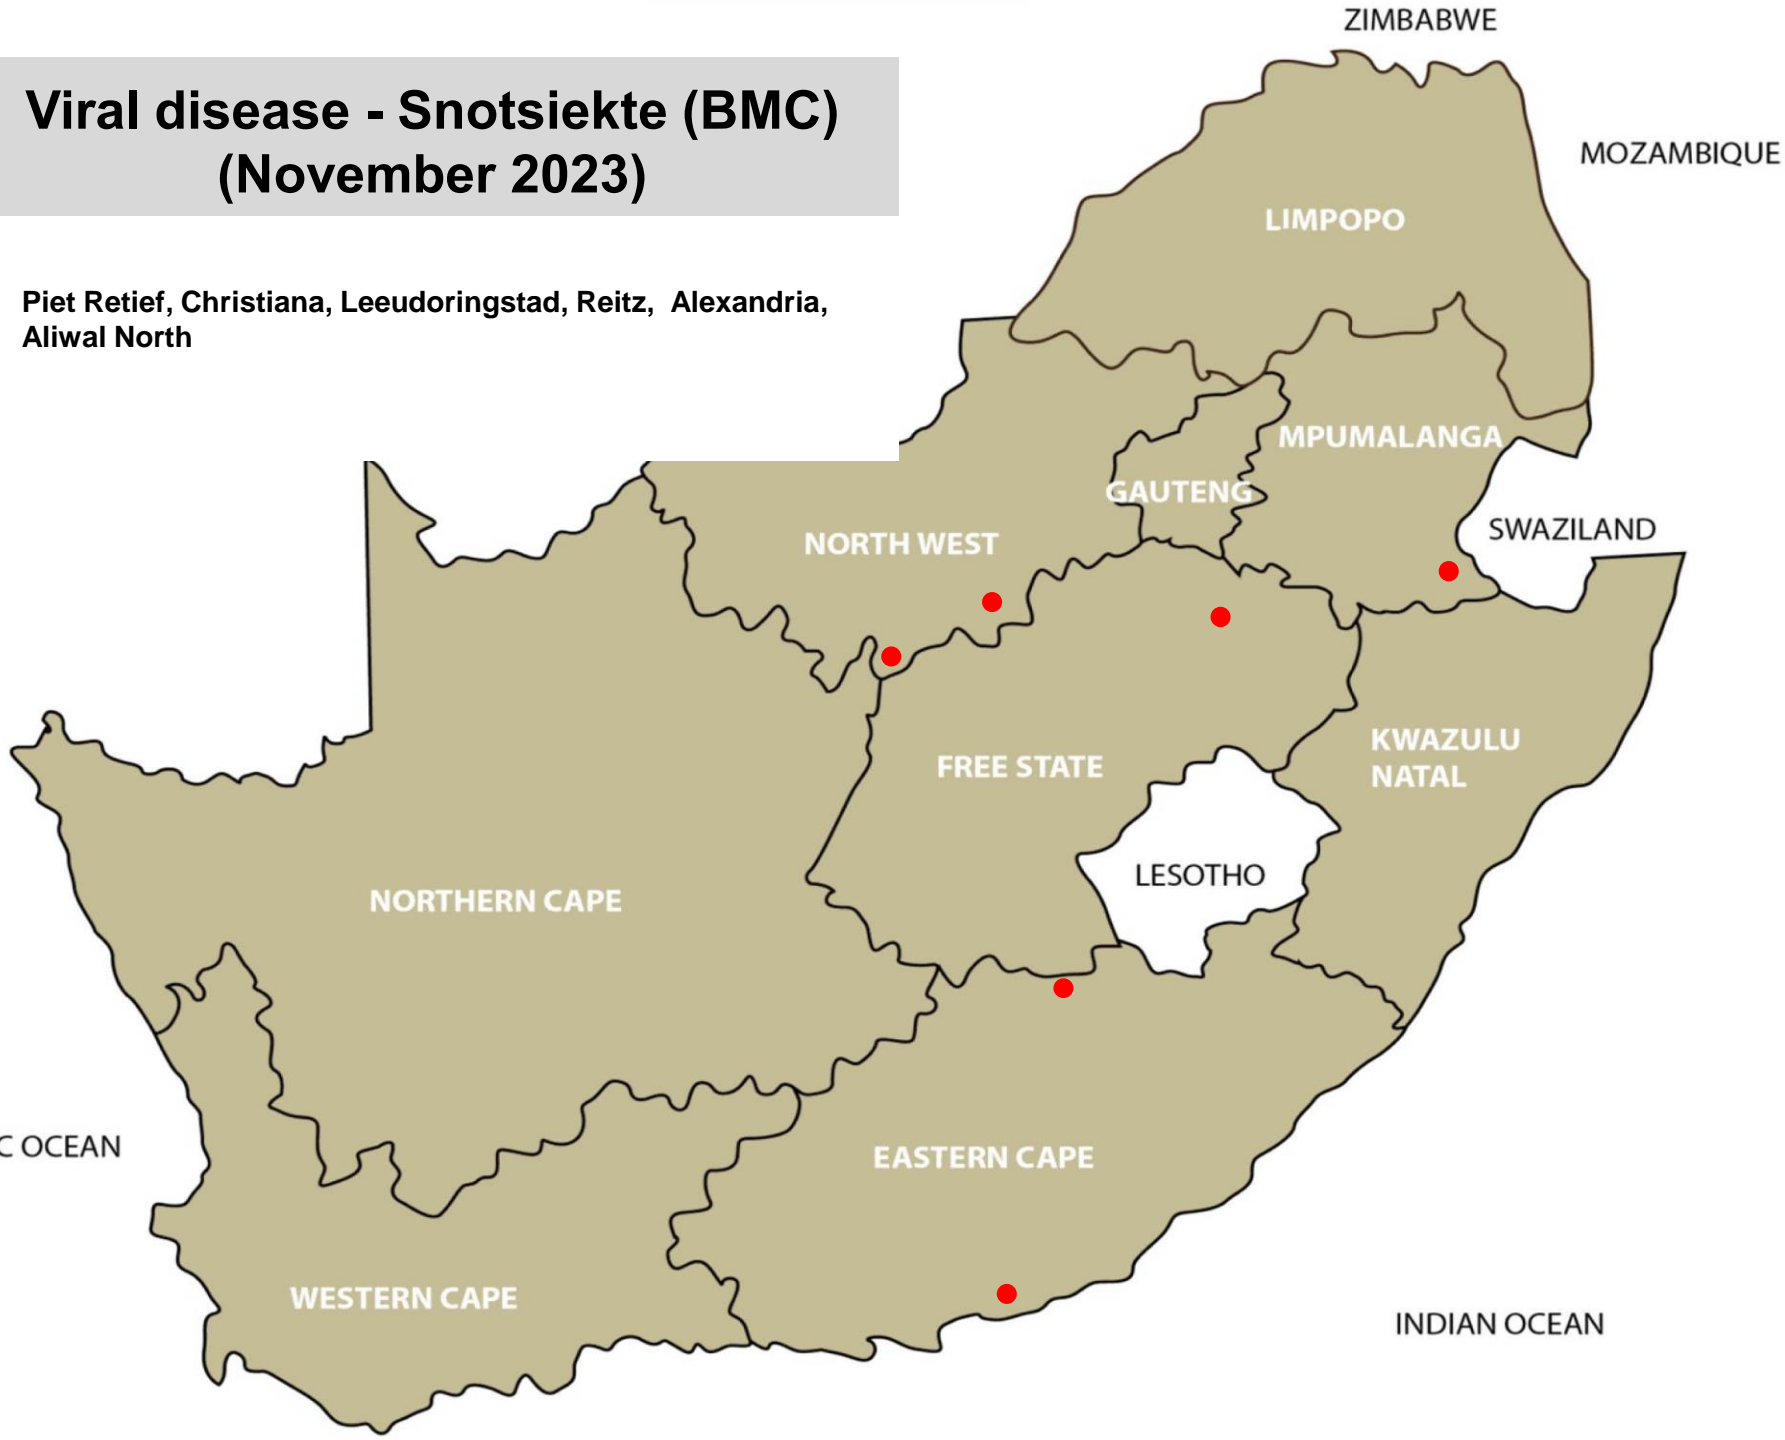 ZIMBABWE
Viral disease - Snotsiekte (BMC)
(November 2023)
MOZAMBIQUE
LIMPOPO
Piet Retief, Christiana, Leeudoringstad, Reitz, Alexandria,
Aliwal North
MPUMALANGA
GAUTENG
NORTH WEST
SWAZILAND
KWAZULU
NATAL
FREE STATE
LESOTHO
NORTHERN CAPE
C OCEAN
EASTERN CAPE
WESTERN CAPE
INDIAN OCEAN